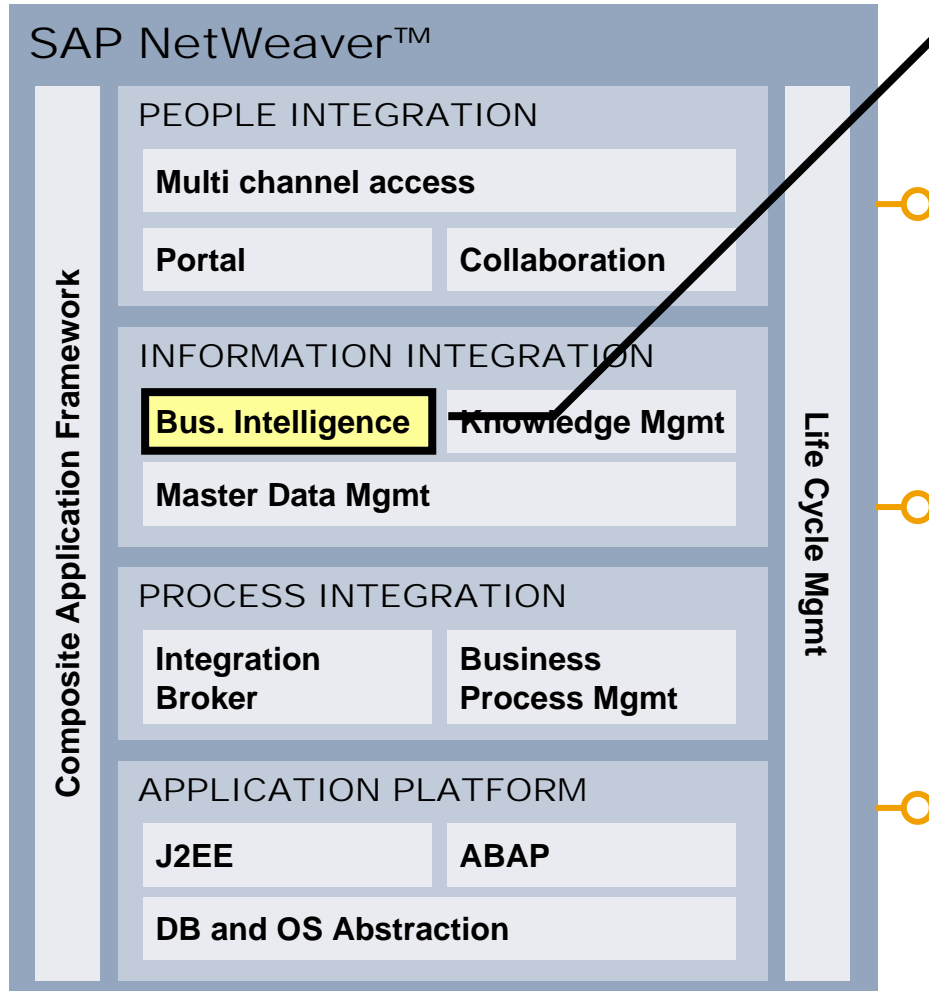 SAP NetWeaver™
PEOPLE INTEGRATION
Multi channel access
Portal
Collaboration
INFORMATION INTEGRATION
Bus. Intelligence
Knowledge Mgmt
Master Data Mgmt
PROCESS INTEGRATION
Integration
Broker
Business
Process Mgmt
APPLICATION PLATFORM
J2EE
ABAP
DB and OS Abstraction
Composite Application Framework
Life Cycle Mgmt